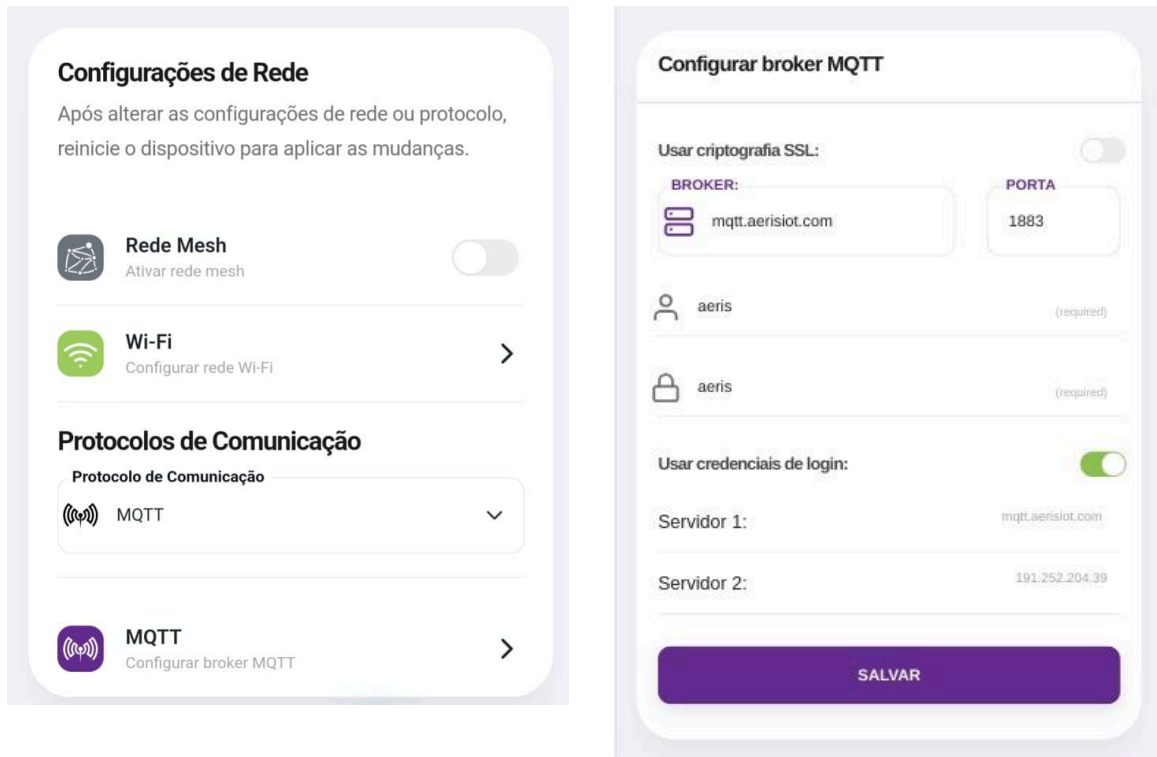 Configurações de Rede
Após alterar as configurações de rede ou protocolo,
reinicie o dispositivo para aplicar as mudanças.
Rede Mesh
Ativar rede mesh
Wi-Fi
Configurar rede Wi-Fi
Protocolos de Comunicação
Protocolo de Comunicação
MQTT
MQTT
Configurar broker MQTT
Configurar broker MQTT
Usar criptografia SSL:
BROKER: PORTA
mqtt.aerisiot.com 1883
aeris (required)
aeris (required)
Usar credenciais de login:
Servidor 1: mqtt.aerisiot.com
Servidor 2: 191.252.204.39
SALVAR